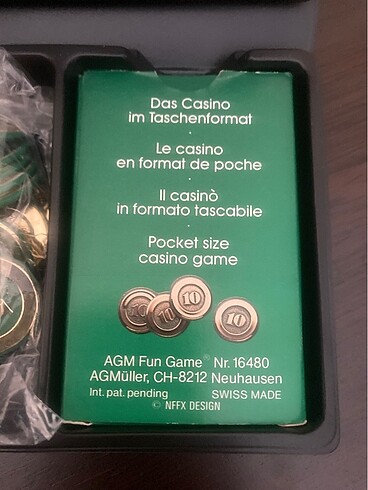 Das Casino
im Taschenformat
Le casino
en format de poche
Il casinò
in formato tascabile
Pocket size
casino game
10
10
10
10
AGM Fun Game® Nr. 16480
AGMüller, CH-8212 Neuhausen
Int. pat. pending SWISS MADE
© NFFX DESIGN